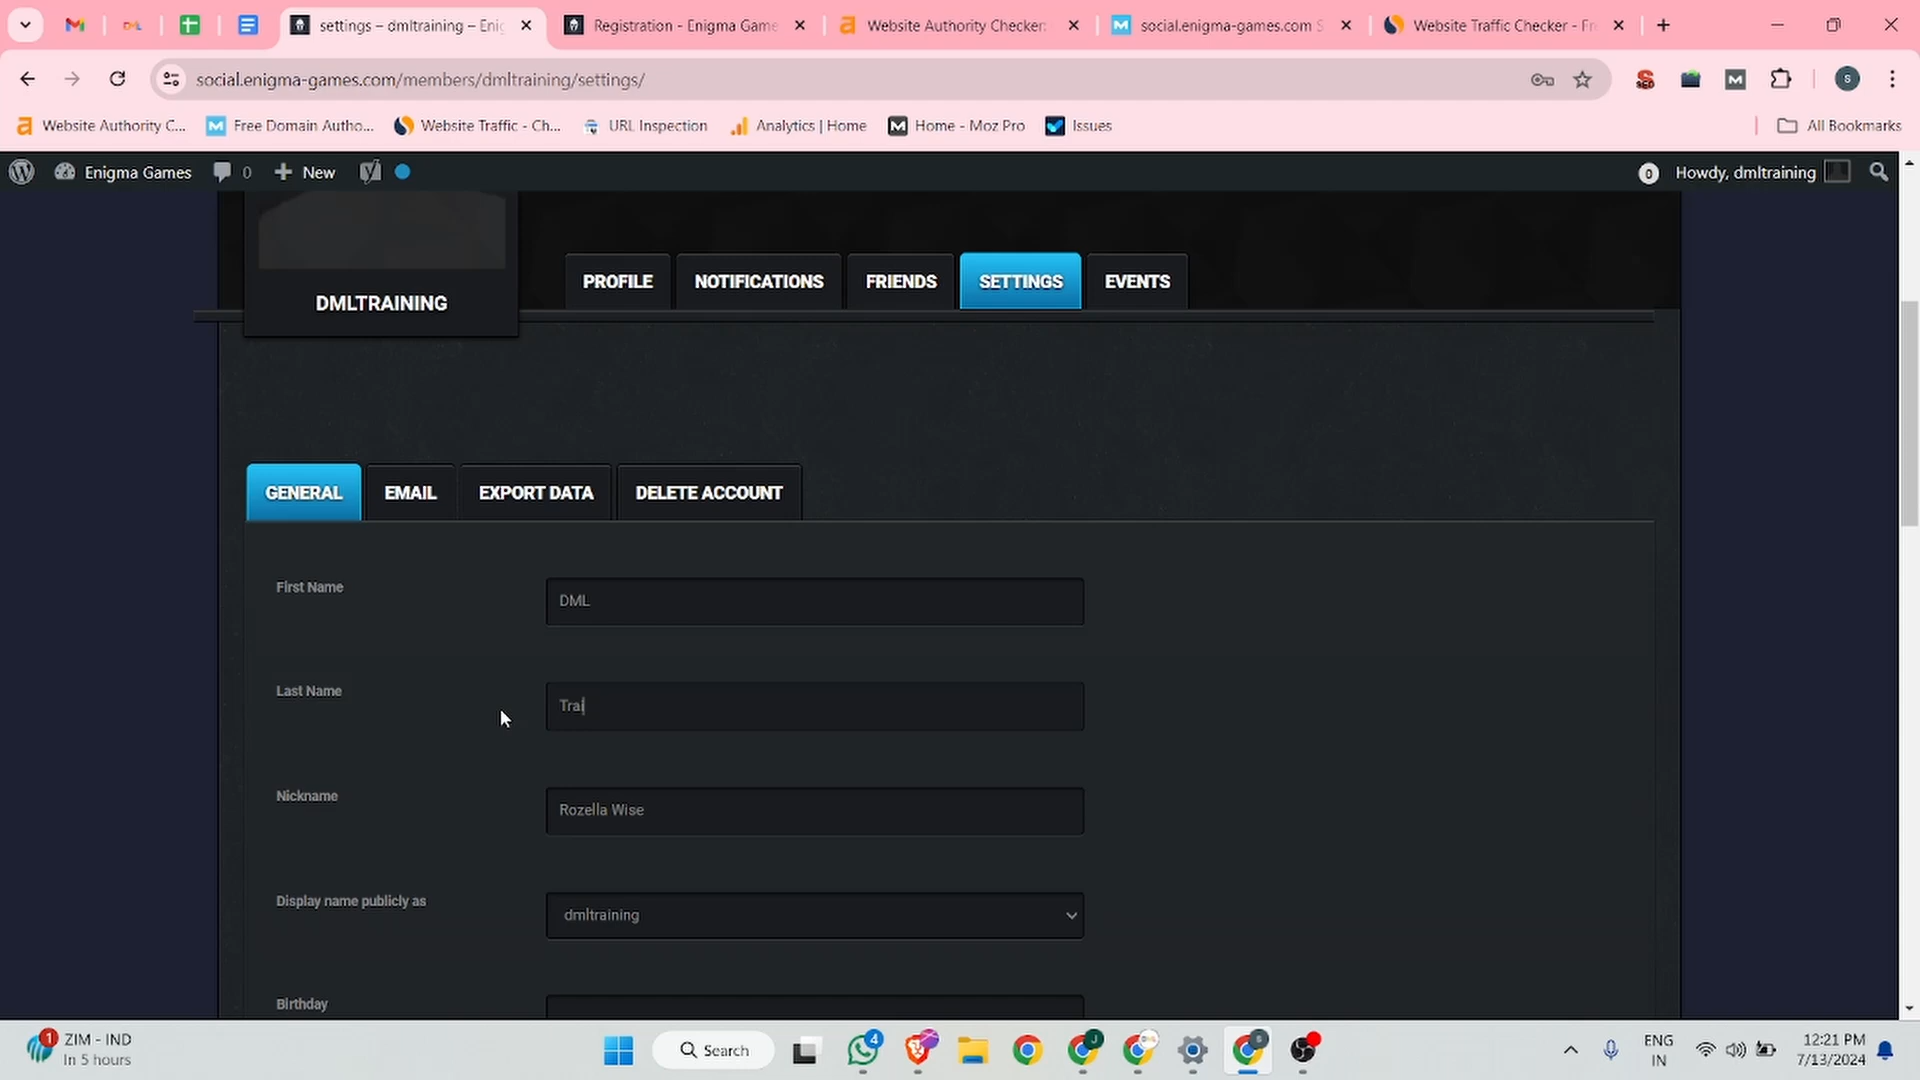 settings – dmltraining – Enig
Registration - Enigma Game
Website Authority Checker:
social.enigma-games.com S
Website Traffic Checker - Fr
social.enigma-games.com/members/dmltraining/settings/
Website Authority C...
Free Domain Autho...
Website Traffic - Ch...
URL Inspection
Analytics | Home
Home - Moz Pro
Issues
All Bookmarks
Enigma Games
0
New
0
Howdy, dmltraining
DMLTRAINING
PROFILE
NOTIFICATIONS
FRIENDS
SETTINGS
EVENTS
GENERAL
EMAIL
EXPORT DATA
DELETE ACCOUNT
First Name
DML
Last Name
Trai
Nickname
Rozella Wise
Display name publicly as
dmltraining
Birthday
1
ZIM - IND
In 5 hours
Search
4
ENG
IN
12:21 PM
7/13/2024